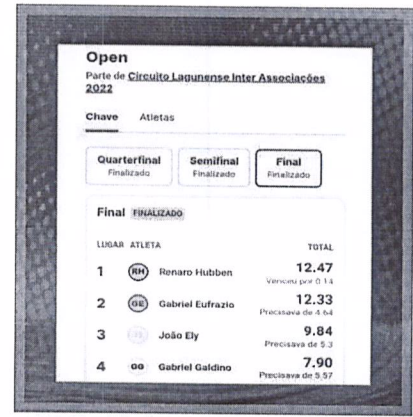 Open
Parte de Circuito Lagunense Inter Associações
2022
Chave Atletas
Quarterfinal Semifinal Final
Finalizado Finalizado Finalizado
Final FINALIZADO
LUGAR ATLETA TOTAL
1 RH Renaro Hubben 12.47
Venceu por 0.14
2 GE Gabriel Eufrazio 12.33
Precisava de 4.64
3 João Ely 9.84
Precisava de 5.3
4 GG Gabriel Galdino 7.90
Precisava de 5.57